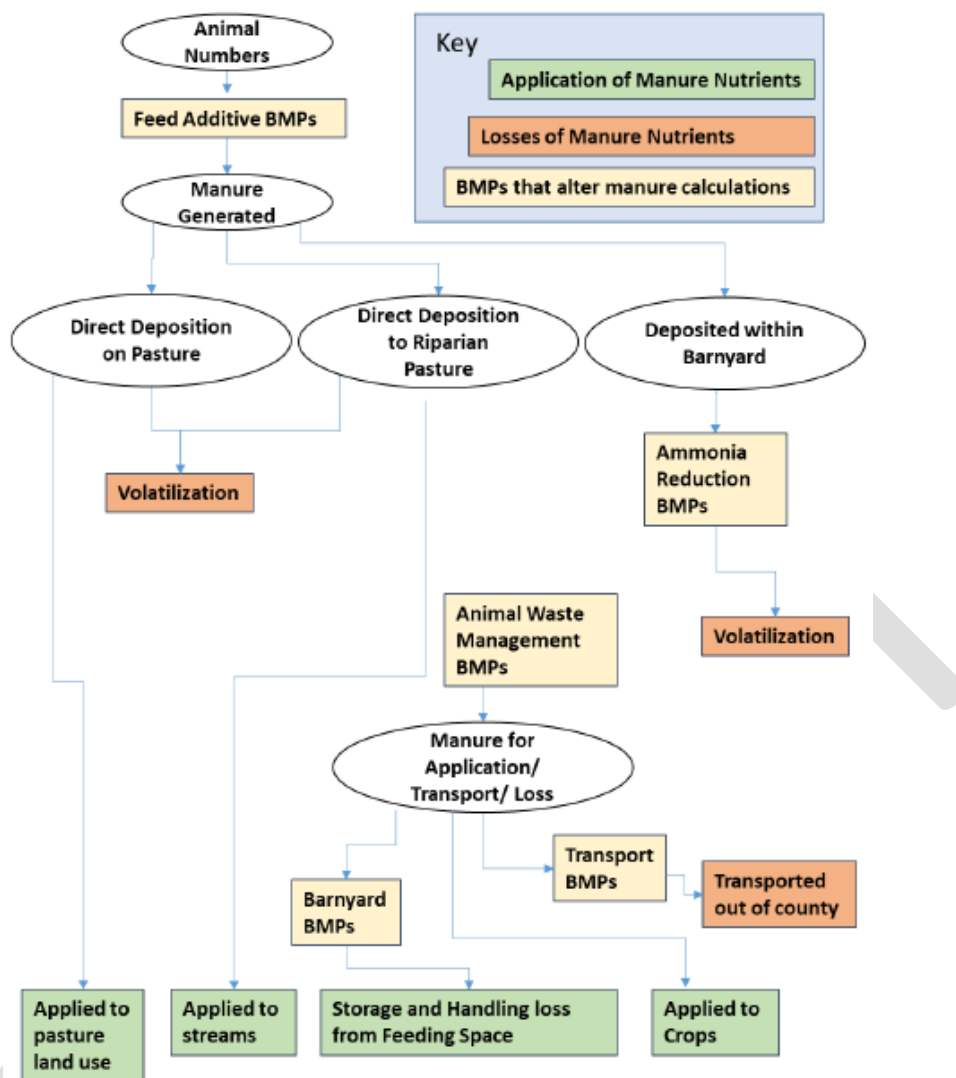 Animal
Numbers
Key
Application of Manure Nutrients
Losses of Manure Nutrients
BMPs that alter manure calculations
Feed Additive BMPs
Manure
Generated
Direct Deposition
on Pasture
Direct Deposition
to Riparian
Pasture
Deposited within
Barnyard
Volatilization
Ammonia
Reduction
BMPs
Volatilization
Animal Waste
Management
BMPs
Manure for
Application/
Transport/ Loss
Barnyard
BMPs
Transport
BMPs
Transported
out of county
Applied to
pasture
land use
Applied to
streams
Storage and Handling loss
from Feeding Space
Applied to
Crops